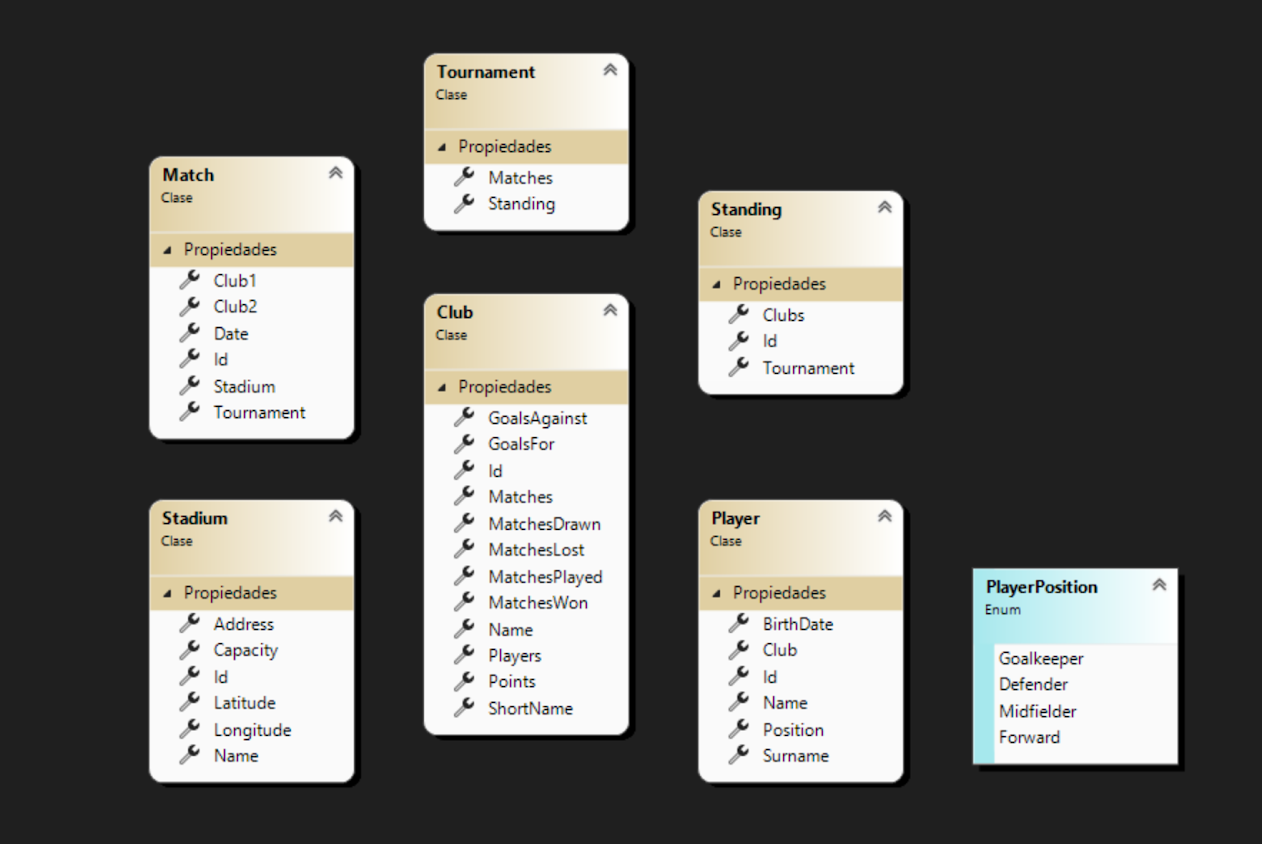 Tournament
Clase
Propiedades
Matches
Standing
Match
Clase
Propiedades
Club1
Club2
Date
Id
Stadium
Tournament
Standing
Clase
Propiedades
Clubs
Id
Tournament
Club
Clase
Propiedades
GoalsAgainst
GoalsFor
Id
Matches
MatchesDrawn
MatchesLost
MatchesPlayed
MatchesWon
Name
Players
Points
ShortName
Stadium
Clase
Propiedades
Address
Capacity
Id
Latitude
Longitude
Name
Player
Clase
Propiedades
BirthDate
Club
Id
Name
Position
Surname
PlayerPosition
Enum
Goalkeeper
Defender
Midfielder
Forward